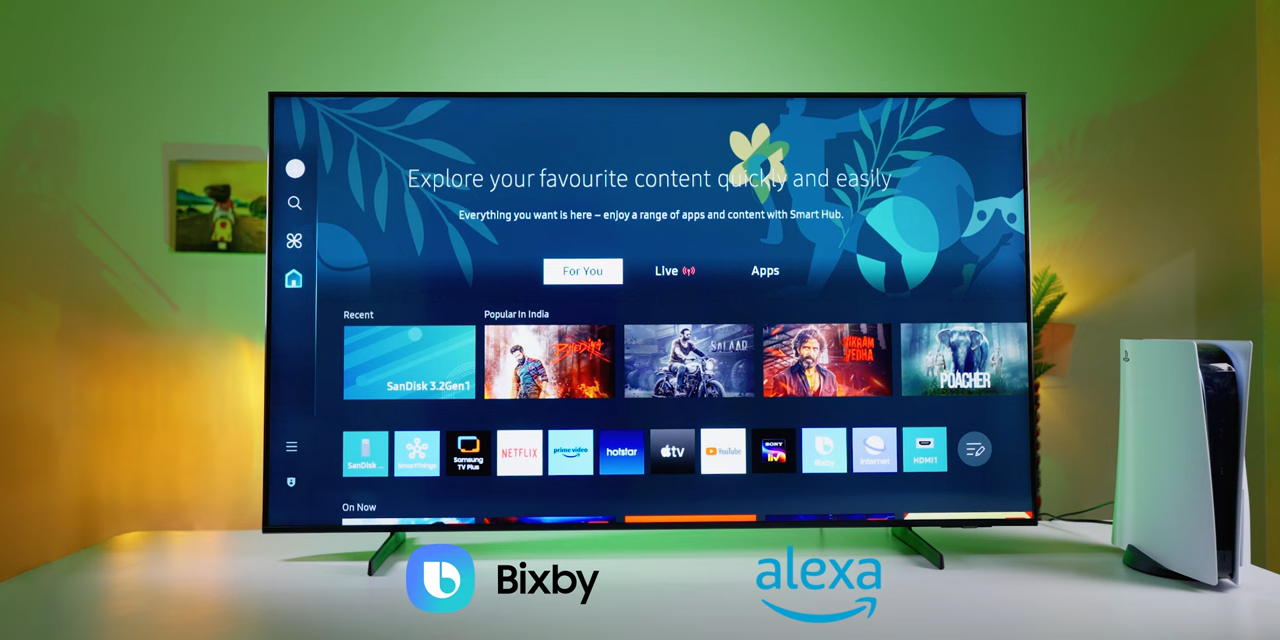 Explore your favourite content quickly and easily
Everything you want is here – enjoy a range of apps and content with Smart Hub.
For You
Live
Apps
Recent
Popular In India
SanDisk 3.2Gen1
BHEDIYA
SALAAR
VIKRAM VEDHA
POACHER
SanDisk ...
SmartThings
Samsung TV Plus
NETFLIX
prime video
hotstar
tv
YouTube
SONY liv
Bixby
Internet
HDMI1
On Now
Bixby
alexa